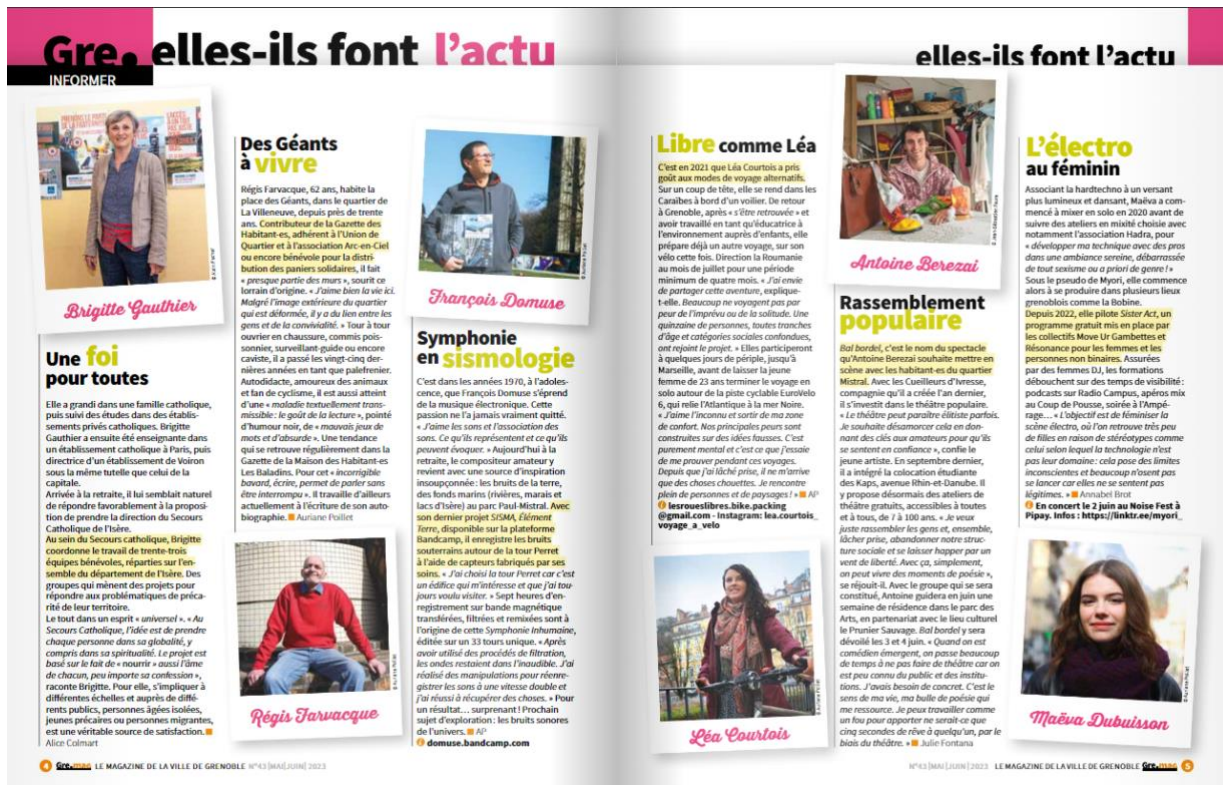 Gre. elles-ils font l’actu
INFORMER
Brigitte Gauthier
Une foi
pour toutes
Elle a grandi dans une famille catholique,
puis suivi des études dans des établis-
sements privés catholiques. Brigitte
Gauthier a ensuite été enseignante dans
un établissement catholique à Paris, puis
directrice d’un établissement de Voiron
sous la même tutelle que celui de la
capitale.
Arrivée à la retraite, il lui semblait naturel
de répondre favorablement à la proposi-
tion de prendre la direction du Secours
Catholique de l’Isère.
Au sein du Secours catholique, Brigitte
coordonne le travail de trente-trois
équipes bénévoles, réparties sur l’en-
semble du département de l’Isère. Des
groupes qui mènent des projets pour
répondre aux problématiques de préca-
rité de leur territoire.
Le tout dans un esprit « universel ». « Au
Secours Catholique, l’idée est de prendre
chaque personne dans sa globalité, y
compris dans sa spiritualité. Le projet est
basé sur le fait de « nourrir » aussi l’âme
de chacun, peu importe sa confession »,
raconte Brigitte. Pour elle, s’impliquer à
différentes échelles et auprès de diffé-
rents publics, personnes âgées isolées,
jeunes précaires ou personnes migrantes,
est une véritable source de satisfaction.
Alice Colmart
Des Géants
à vivre
Régis Farvacque, 62 ans, habite la
place des Géants, dans le quartier de
La Villeneuve, depuis près de trente
ans. Contributeur de la Gazette des
Habitant-es, adhérent à l’Union de
Quartier et à l’association Arc-en-Ciel
ou encore bénévole pour la distri-
bution des paniers solidaires, il fait
« presque partie des murs », sourit ce
lorrain d’origine. « J’aime bien la vie ici.
Malgré l’image extérieure du quartier
qui est déformée, il y a du lien entre les
gens et de la convivialité. » Tour à tour
ouvrier en chaussure, commis pois-
sonnier, surveillant-guide ou encore
caviste, il a passé les vingt-cinq der-
nières années en tant que palefrenier.
Autodidacte, amoureux des animaux
et fan de cyclisme, il est aussi atteint
d’une « maladie textuellement trans-
missible : le goût de la lecture », pointé
d’humour noir, de « mauvais jeux de
mots et d’absurde ». Une tendance
qui se retrouve régulièrement dans la
Gazette de la Maison des Habitant-es
Les Baladins. Pour cet « incorrigible
bavard, écrire, permet de parler sans
être interrompu ». Il travaille d’ailleurs
actuellement à l’écriture de son auto-
biographie. Auriane Poillet
Régis Farvacque
François Domuse
Symphonie
en sismologie
C’est dans les années 1970, à l’adoles-
cence, que François Domuse s’éprend
de la musique électronique. Cette
passion ne l’a jamais vraiment quitté.
« J’aime les sons et l’association des
sons. Ce qu’ils représentent et ce qu’ils
peuvent évoquer. » Aujourd’hui à la
retraite, le compositeur amateur y
revient avec une source d’inspiration
insoupçonnée : les bruits de la terre,
des fonds marins (rivières, marais et
lacs d’Isère) au parc Paul-Mistral. Avec
son dernier projet SISMA, Élément
Terre, disponible sur la plateforme
Bandcamp, il enregistre les bruits
souterrains autour de la tour Perret
à l’aide de capteurs fabriqués par ses
soins. « J’ai choisi la tour Perret car c’est
un édifice qui m’intéresse et que j’ai tou-
jours voulu visiter. » Sept heures d’en-
registrement sur bande magnétique
transférées, filtrées et remixées sont à
l’origine de cette Symphonie Inhumaine,
éditée sur un 33 tours unique. « Après
avoir utilisé des procédés de filtration,
les ondes restaient dans l’inaudible. J’ai
réalisé des manipulations pour réenre-
gistrer les sons à une vitesse double et
j’ai réussi à récupérer des choses. » Pour
un résultat… surprenant ! Prochain
sujet d’exploration : les bruits sonores
de l’univers. AP
domuse.bandcamp.com
4 Gre.mag LE MAGAZINE DE LA VILLE DE GRENOBLE N°43 | MAI | JUIN | 2023
elles-ils font l’actu
Libre comme Léa
C’est en 2021 que Léa Courtois a pris
goût aux modes de voyage alternatifs.
Sur un coup de tête, elle se rend dans les
Caraïbes à bord d’un voilier. De retour
à Grenoble, après « s’être retrouvée » et
avoir travaillé en tant qu’éducatrice à
l’environnement auprès d’enfants, elle
prépare déjà un autre voyage, sur son
vélo cette fois. Direction la Roumanie
au mois de juillet pour une période
minimum de quatre mois. « J’ai envie
de partager cette aventure, explique-
t-elle. Beaucoup ne voyagent pas par
peur de l’imprévu ou de la solitude. Une
quinzaine de personnes, toutes tranches
d’âge et catégories sociales confondues,
ont rejoint le projet. » Elles participeront
à quelques jours de périple, jusqu’à
Marseille, avant de laisser la jeune
femme de 23 ans terminer le voyage en
solo autour de la piste cyclable EuroVelo
6, qui relie l’Atlantique à la mer Noire.
« J’aime l’inconnu et sortir de ma zone
de confort. Nos principales peurs sont
construites sur des idées fausses. C’est
purement mental et c’est ce que j’essaie
de me prouver pendant ces voyages.
Depuis que j’ai lâché prise, il ne m’arrive
que des choses chouettes. Je rencontre
plein de personnes et de paysages ! » AP
lesroueslibres.bike.packing
@gmail.com - Instagram: lea.courtois_
voyage_a_velo
Léa Courtois
Antoine Berezai
Rassemblement
populaire
Bal bordel, c’est le nom du spectacle
qu’Antoine Berezai souhaite mettre en
scène avec les habitant-es du quartier
Mistral. Avec les Cueilleurs d’Ivresse,
compagnie qu’il a créée l’an dernier,
il s’investit dans le théâtre populaire.
« Le théâtre peut paraître élitiste parfois.
Je souhaite désamorcer cela en don-
nant des clés aux amateurs pour qu’ils
se sentent en confiance », confie le
jeune artiste. En septembre dernier,
il a intégré la colocation étudiante
des Kaps, avenue Rhin-et-Danube. Il
y propose désormais des ateliers de
théâtre gratuits, accessibles à toutes
et à tous, de 7 à 100 ans. « Je veux
juste rassembler les gens et, ensemble,
lâcher prise, abandonner notre struc-
ture sociale et se laisser happer par un
vent de liberté. Avec ça, simplement,
on peut vivre des moments de poésie »,
se réjouit-il. Avec le groupe qui se sera
constitué, Antoine guidera en juin une
semaine de résidence dans le parc des
Arts, en partenariat avec le lieu culturel
le Prunier Sauvage. Bal bordel y sera
dévoilé les 3 et 4 juin. « Quand on est
comédien émergent, on passe beaucoup
de temps à ne pas faire de théâtre car on
est peu connu du public et des institu-
tions. J’avais besoin de concret. C’est le
sens de ma vie, ma bulle de poésie qui
me ressource. Je peux travailler comme
un fou pour apporter ne serait-ce que
cinq secondes de rêve à quelqu’un, par le
biais du théâtre. » Julie Fontana
L’électro
au féminin
Associant la hardtechno à un versant
plus lumineux et dansant, Maëva a com-
mencé à mixer en solo en 2020 avant de
suivre des ateliers en mixité choisie avec
notamment l’association Hadra, pour
« développer ma technique avec des pros
dans une ambiance sereine, débarrassée
de tout sexisme ou a priori de genre ! »
Sous le pseudo de Myori, elle commence
alors à se produire dans plusieurs lieux
grenoblois comme la Bobine.
Depuis 2022, elle pilote Sister Act, un
programme gratuit mis en place par
les collectifs Move Ur Gambettes et
Résonance pour les femmes et les
personnes non binaires. Assurées
par des femmes DJ, les formations
débouchent sur des temps de visibilité :
podcasts sur Radio Campus, apéros mix
au Coup de Pousse, soirée à l’Ampé-
rage… « L’objectif est de féminiser la
scène électro, où l’on retrouve très peu
de filles en raison de stéréotypes comme
celui selon lequel la technologie n’est
pas leur domaine : cela pose des limites
inconscientes et beaucoup n’osent pas
se lancer car elles ne se sentent pas
légitimes. » Annabel Brot
En concert le 2 juin au Noise Fest à
Pipay. Infos : https://linktr.ee/myori_
Maëva Dubuisson
N°43 | MAI | JUIN | 2023 LE MAGAZINE DE LA VILLE DE GRENOBLE Gre.mag 5